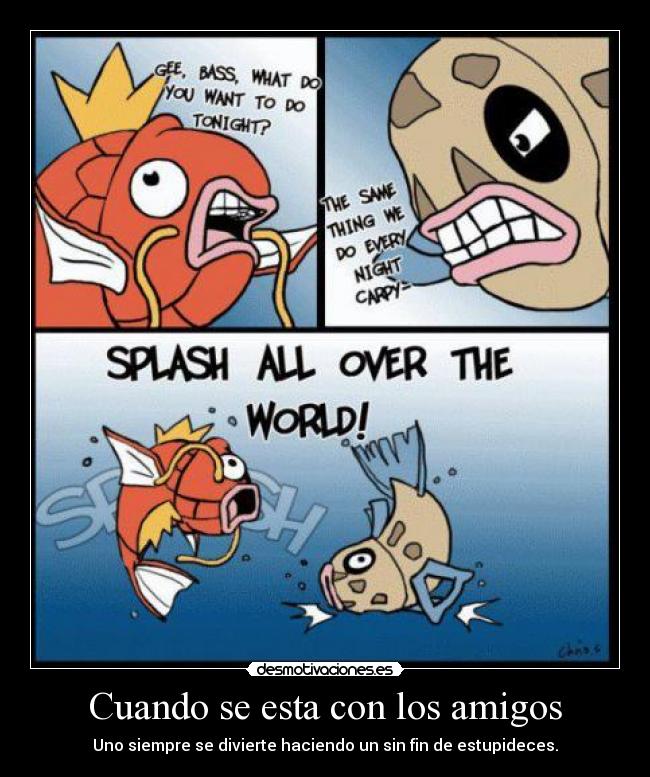 GEE, BASS, WHAT DO
YOU WANT TO DO
TONIGHT?
THE SAME
THING WE
DO EVERY
NIGHT
CARPY-
SPLASH ALL OVER THE
WORLD!
SPLASH
Chris.S
desmotivaciones.es
Cuando se esta con los amigos
Uno siempre se divierte haciendo un sin fin de estupideces.